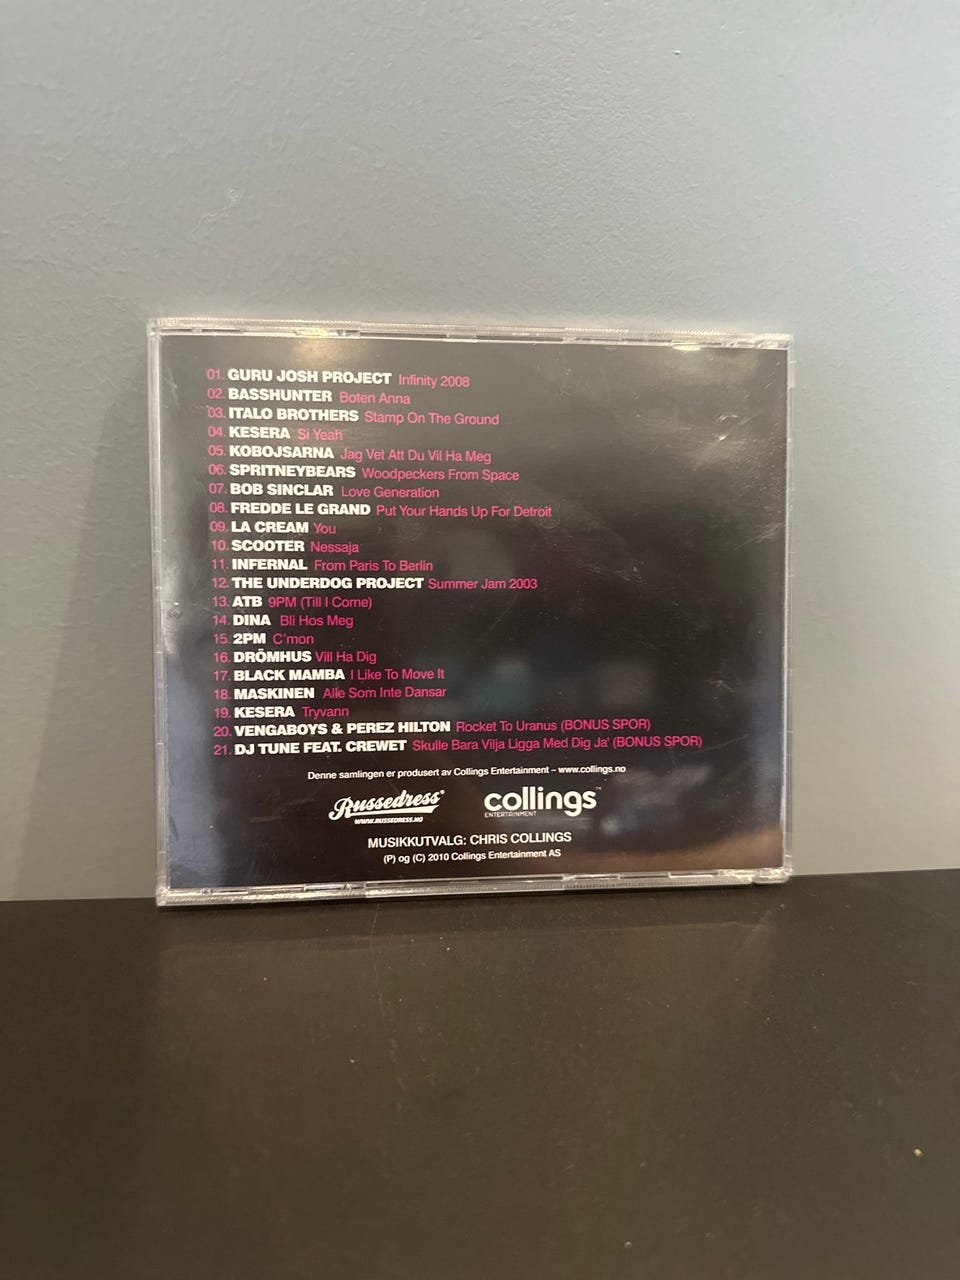 01. GURU JOSH PROJECT Infinity 2008
02. BASSHUNTER Boten Anna
03. ITALO BROTHERS Stamp On The Ground
04. KESERA Si Yeah
05. KOBOJSARNA Jag Vet Att Du Vil Ha Meg
06. SPRITNEYBEARS Woodpeckers From Space
07. BOB SINCLAR Love Generation
08. FREDDE LE GRAND Put Your Hands Up For Detroit
09. LA CREAM You
10. SCOOTER Nessaja
11. INFERNAL From Paris To Berlin
12. THE UNDERDOG PROJECT Summer Jam 2003
13. ATB 9PM (Till I Come)
14. DINA Bli Hos Meg
15. 2PM C'mon
16. DRÖMHUS Vill Ha Dig
17. BLACK MAMBA I Like To Move It
18. MASKINEN Alle Som Inte Dansar
19. KESERA Tryvann
20. VENGABOYS & PEREZ HILTON Rocket To Uranus (BONUS SPOR)
21. DJ TUNE FEAT. CREWET Skulle Bara Vilja Ligga Med Dig Ja' (BONUS SPOR)
Denne samlingen er produsert av Collings Entertainment – www.collings.no
Russedress®
WWW.RUSSEDRESS.NO
collings™
ENTERTAINMENT
MUSIKKUTVALG: CHRIS COLLINGS
(P) og (C) 2010 Collings Entertainment AS